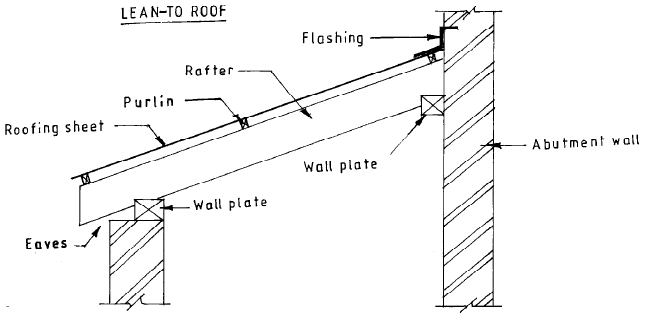 LEAN-TO ROOF
Flashing
Rafter
Purlin
Roofing sheet
Wall plate
Abutment wall
Wall plate
Eaves